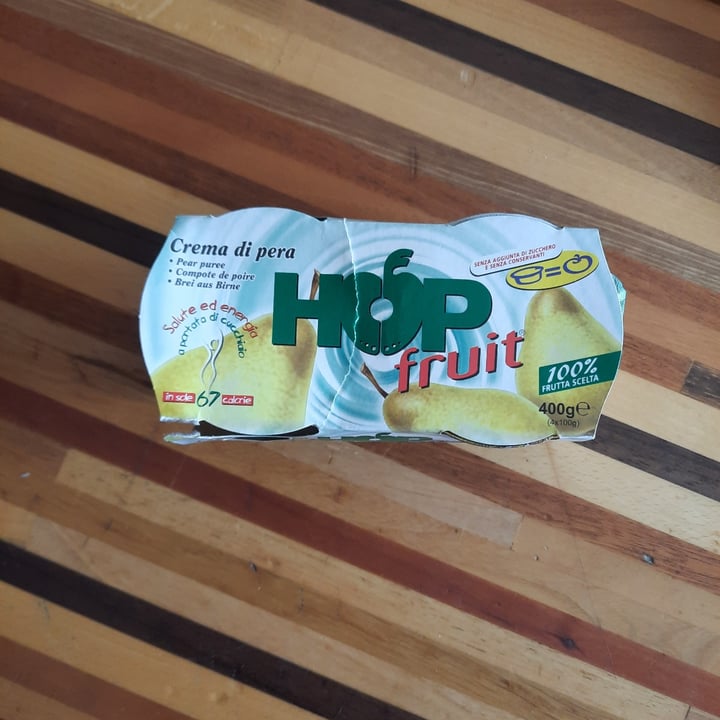 Crema di pera
• Pear puree
• Compote de poire
• Brei aus Birne
Salute ed energia
a portata di cucchiaio
in sole 67 calorie
HOP
fruit
SENZA AGGIUNTA DI ZUCCHERO
E SENZA CONSERVANTI
100%
FRUTTA SCELTA
400g℮
(4x100g)